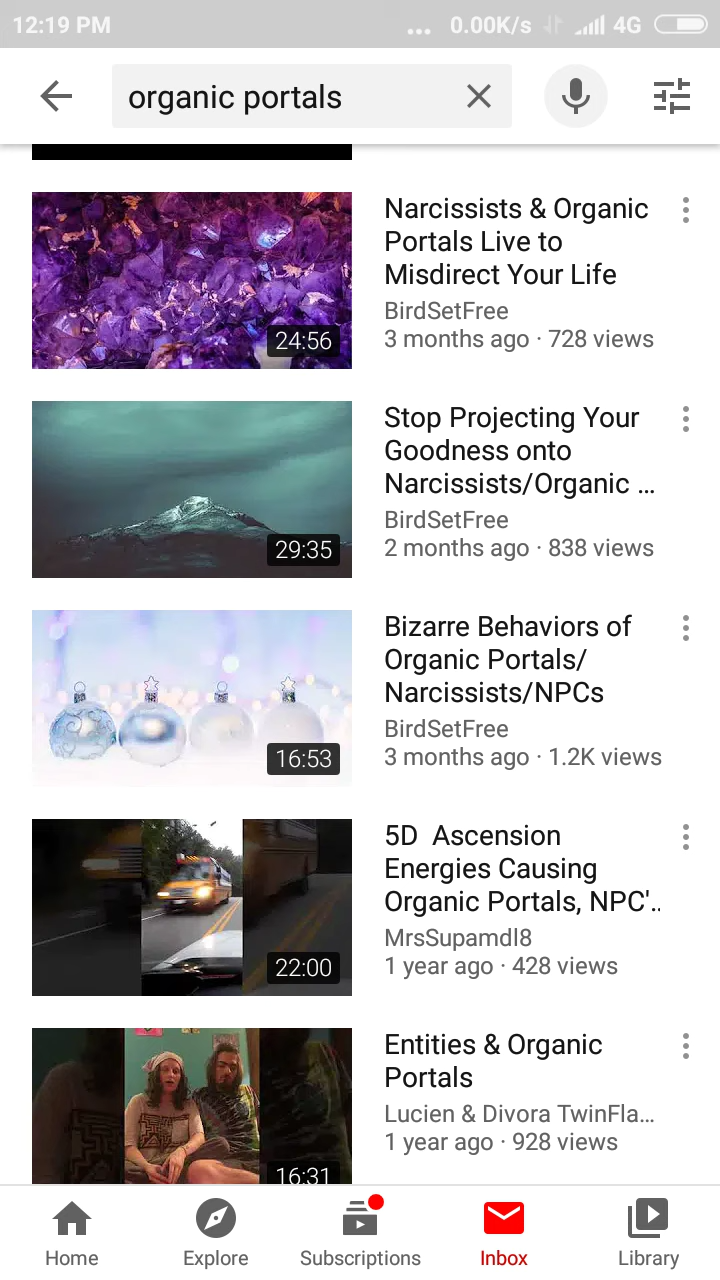 12:19 PM ... 0.00K/s 4G
organic portals
Narcissists & Organic
Portals Live to
Misdirect Your Life
BirdSetFree
3 months ago · 728 views
24:56
Stop Projecting Your
Goodness onto
Narcissists/Organic ...
BirdSetFree
2 months ago · 838 views
29:35
Bizarre Behaviors of
Organic Portals/
Narcissists/NPCs
BirdSetFree
3 months ago · 1.2K views
16:53
5D  Ascension
Energies Causing
Organic Portals, NPC'..
MrsSupamdl8
1 year ago · 428 views
22:00
Entities & Organic
Portals
Lucien & Divora TwinFla...
1 year ago · 928 views
16:31
Home Explore Subscriptions Inbox Library